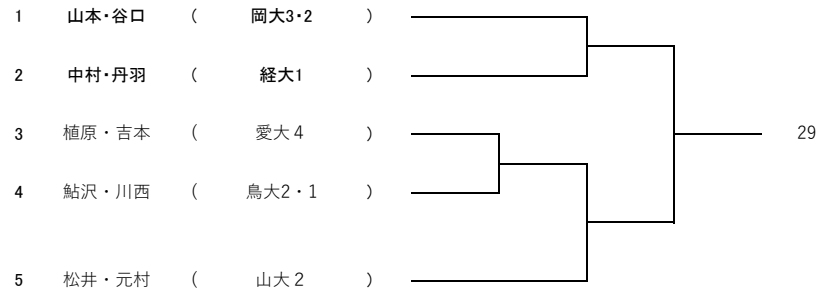 1 山本・谷口 ( 岡大3・2 )
2 中村・丹羽 ( 経大1 )
3 植原・吉本 ( 愛大４ )
29
4 鮎沢・川西 ( 鳥大2・1 )
5 松井・元村 ( 山大２ )